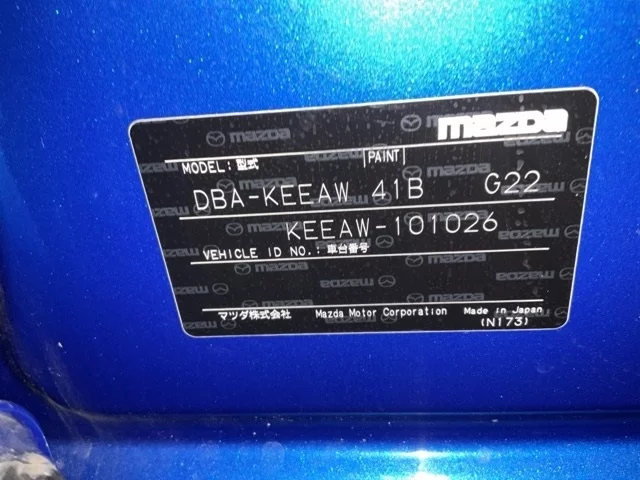 mazda
MODEL: 型式 PAINT
DBA-KEEAW 41B G22
KEEAW-101026
VEHICLE ID NO.: 車台番号
マツダ株式会社 Mazda Motor Corporation Made in Japan
(N173)